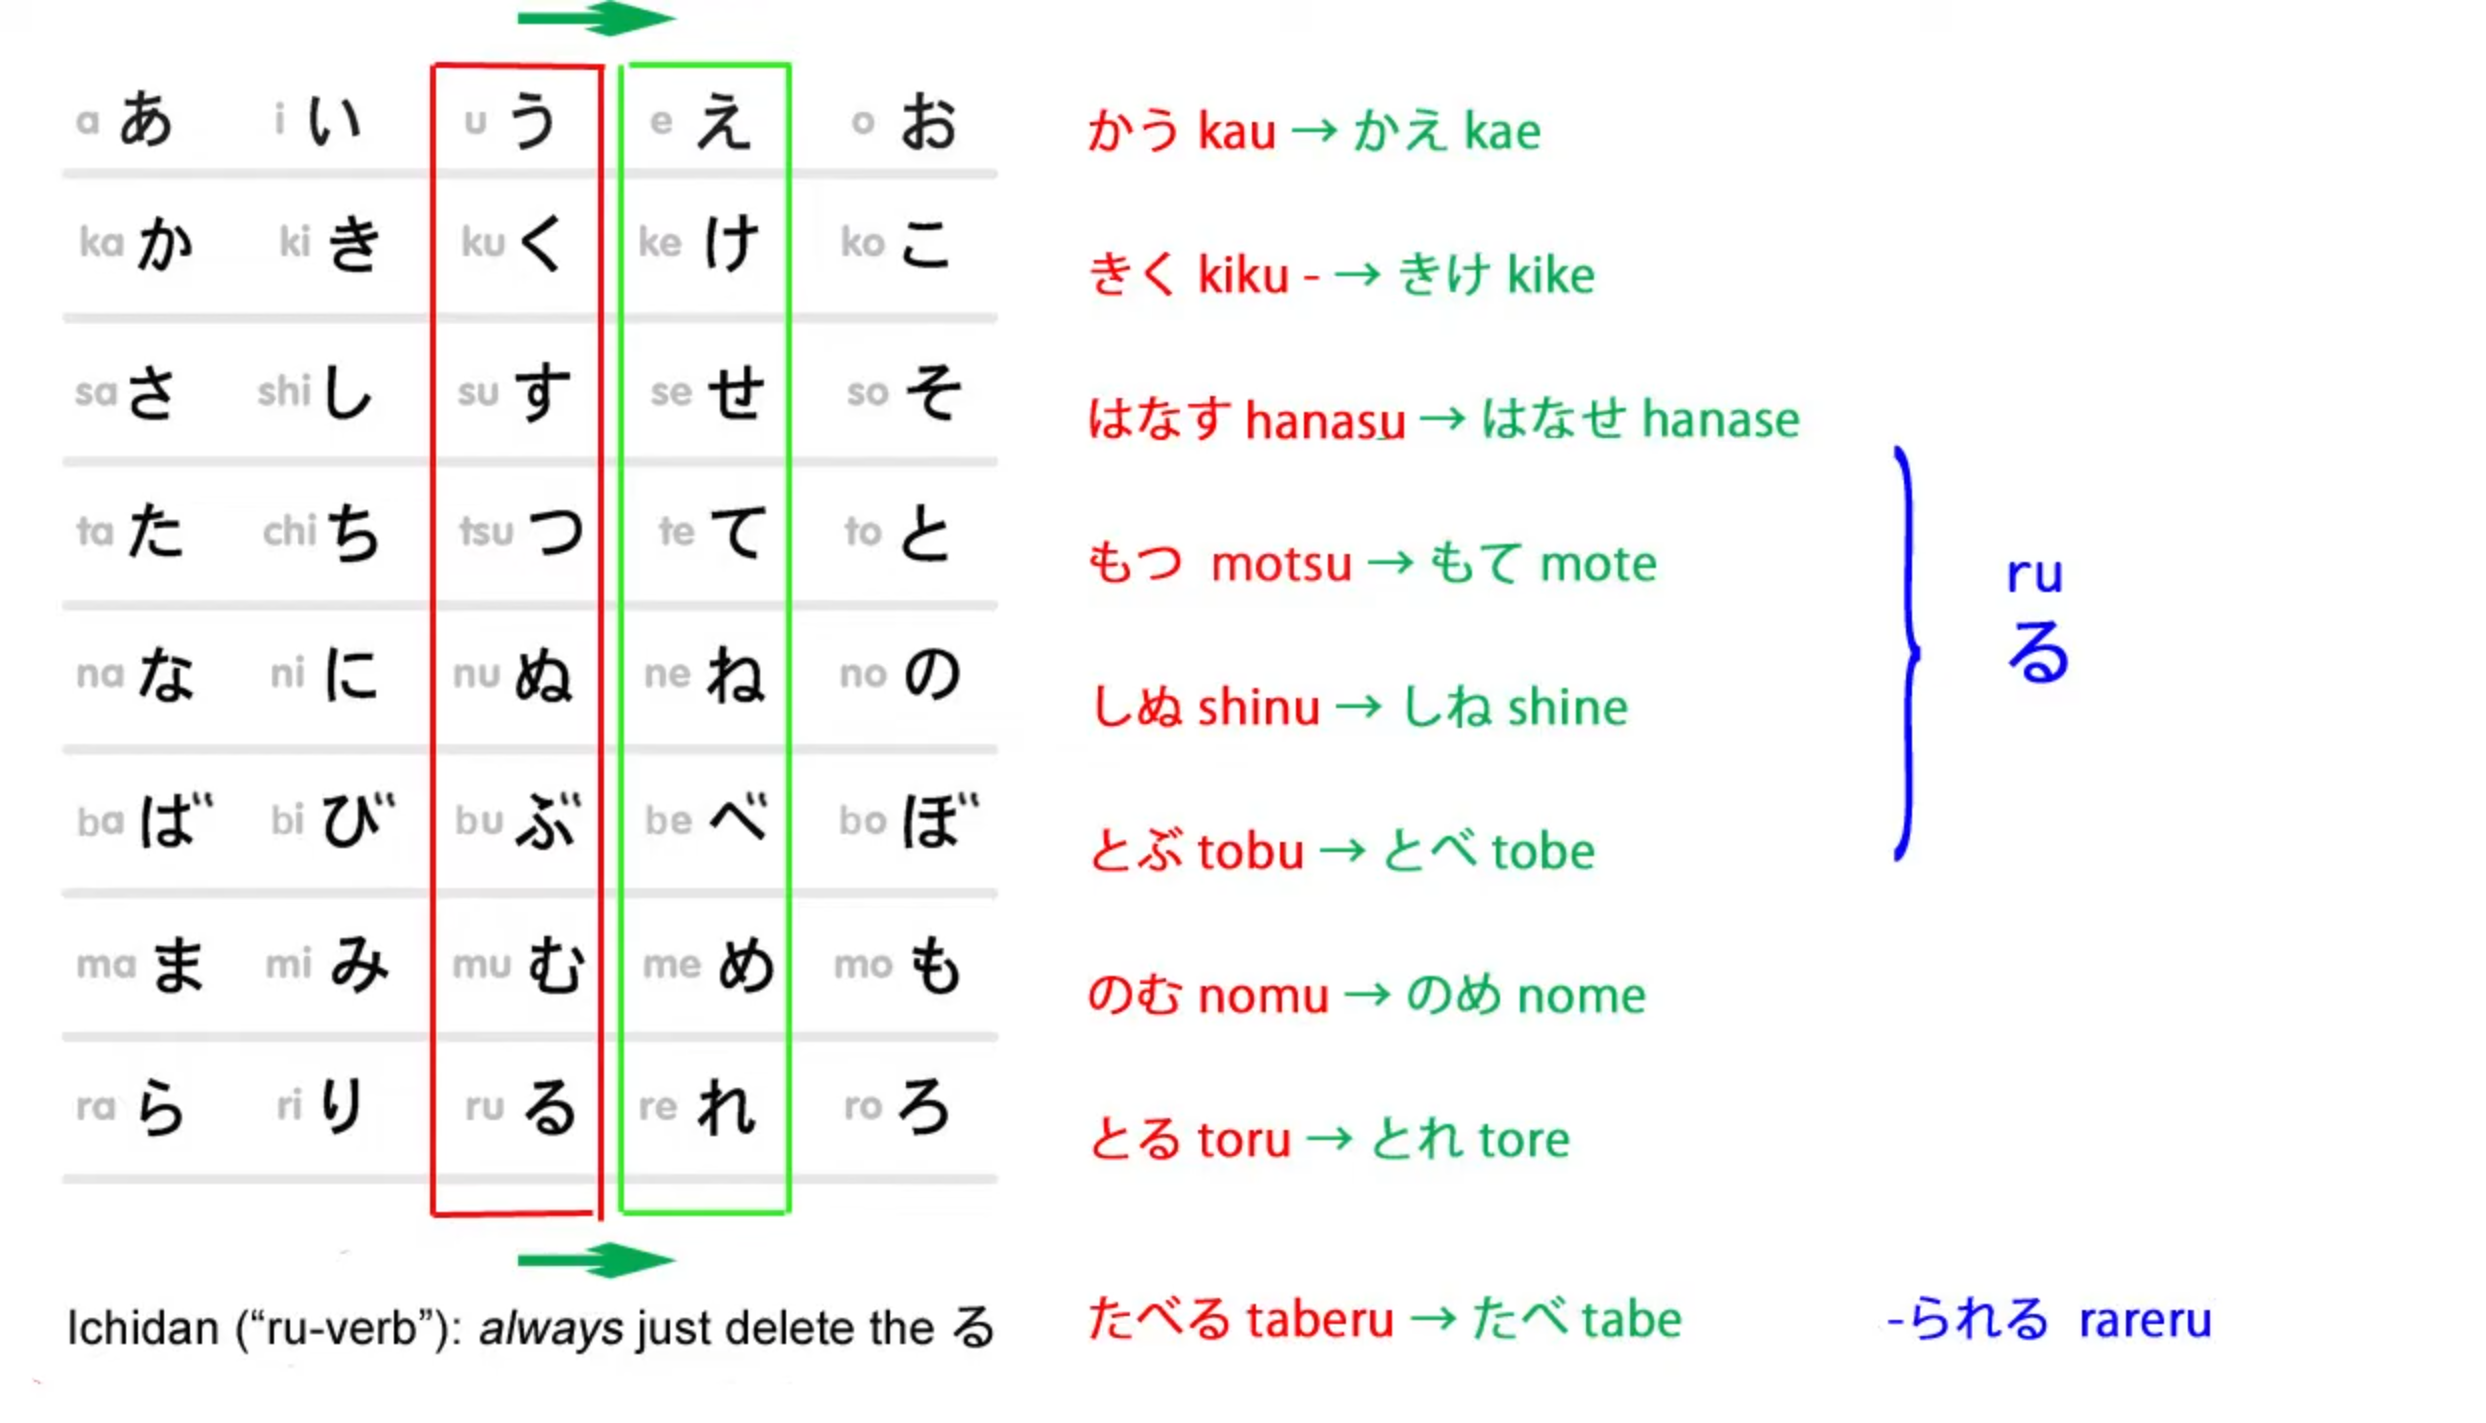 a あ i い u う e え o お
ka か ki き ku く ke け ko こ
sa さ shi し su す se せ so そ
ta た chi ち tsu つ te て to と
na な ni に nu ぬ ne ね no の
ba ば bi び bu ぶ be べ bo ぼ
ma ま mi み mu む me め mo も
ra ら ri り ru る re れ ro ろ
Ichidan (“ru-verb”): always just delete the る
かう kau → かえ kae
きく kiku - → きけ kike
はなす hanasu → はなせ hanase
もつ motsu → もて mote
しぬ shinu → しね shine
とぶ tobu → とべ tobe
のむ nomu → のめ nome
とる toru → とれ tore
たべる taberu → たべ tabe
ru
る
-られる rareru